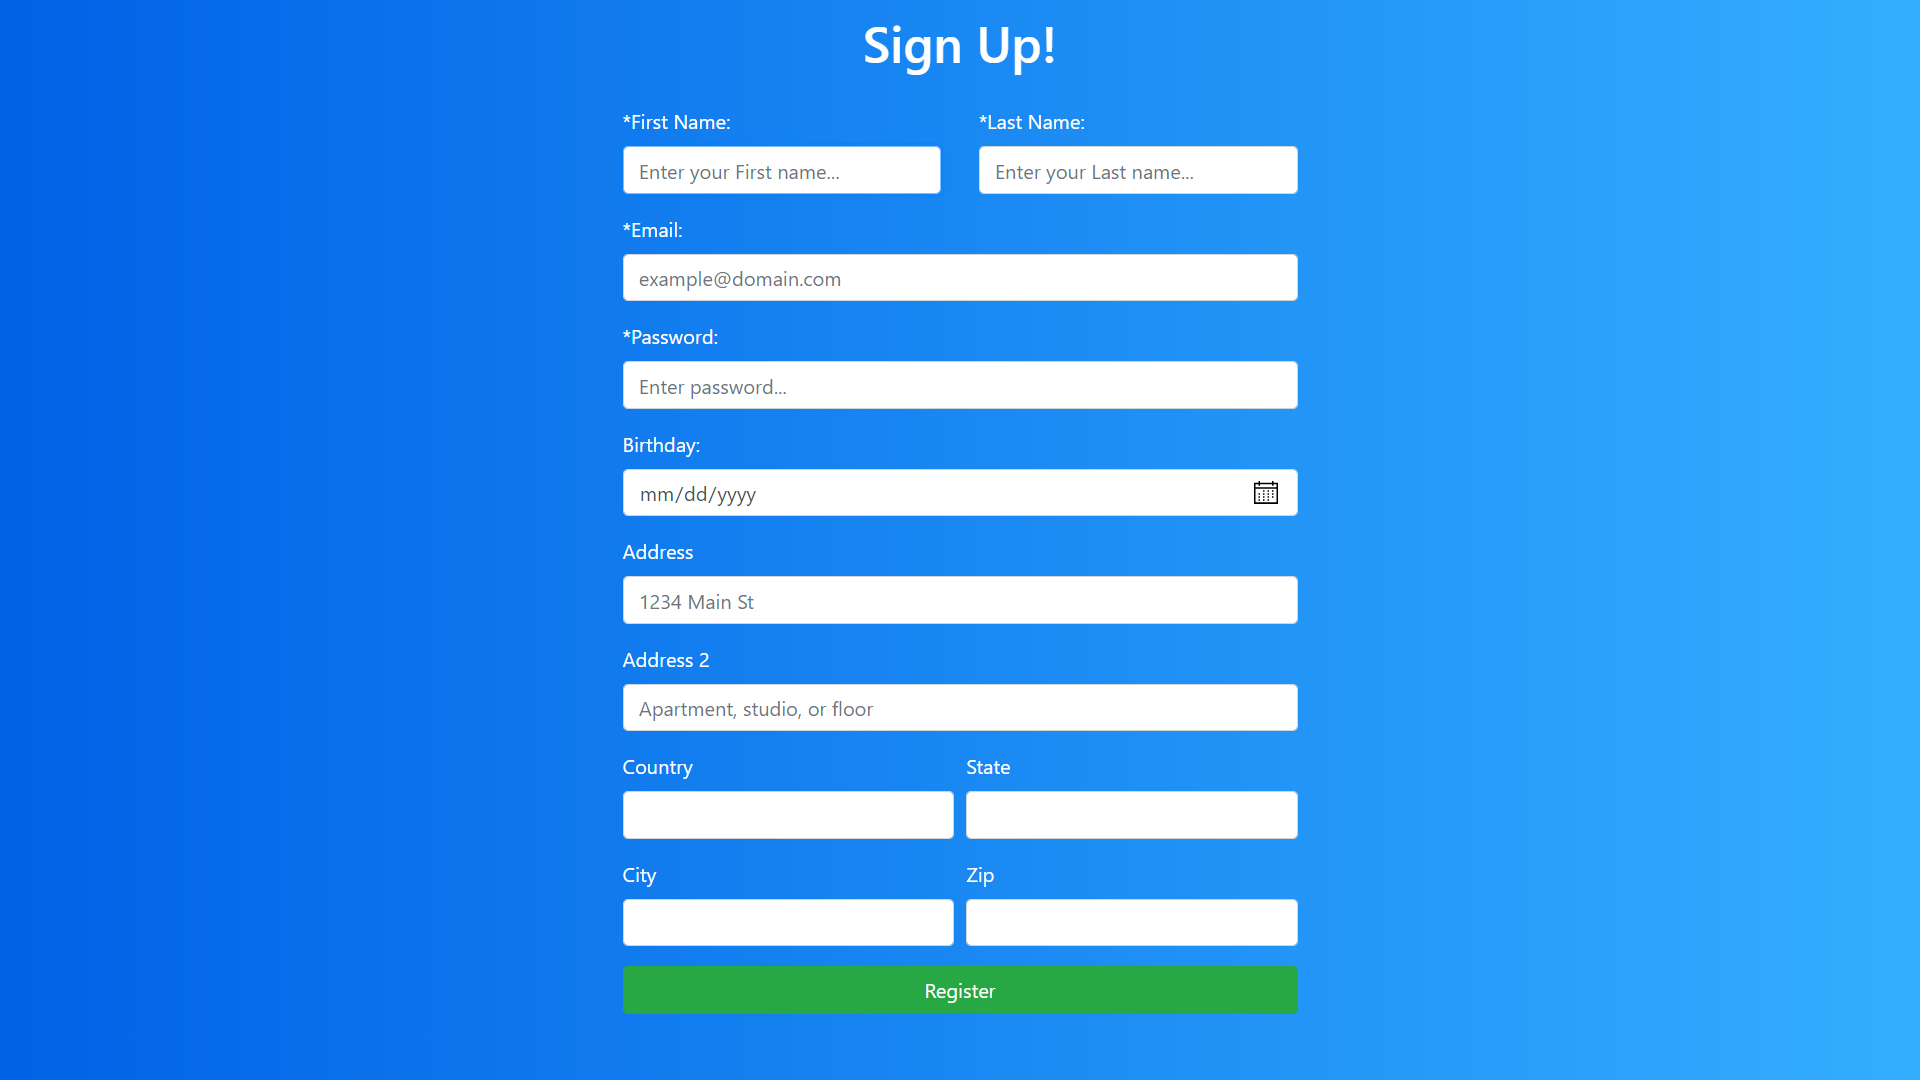 Sign Up!
*First Name: *Last Name:
Enter your First name... Enter your Last name...
*Email:
example@domain.com
*Password:
Enter password...
Birthday:
mm/dd/yyyy
Address
1234 Main St
Address 2
Apartment, studio, or floor
Country State
City Zip
Register